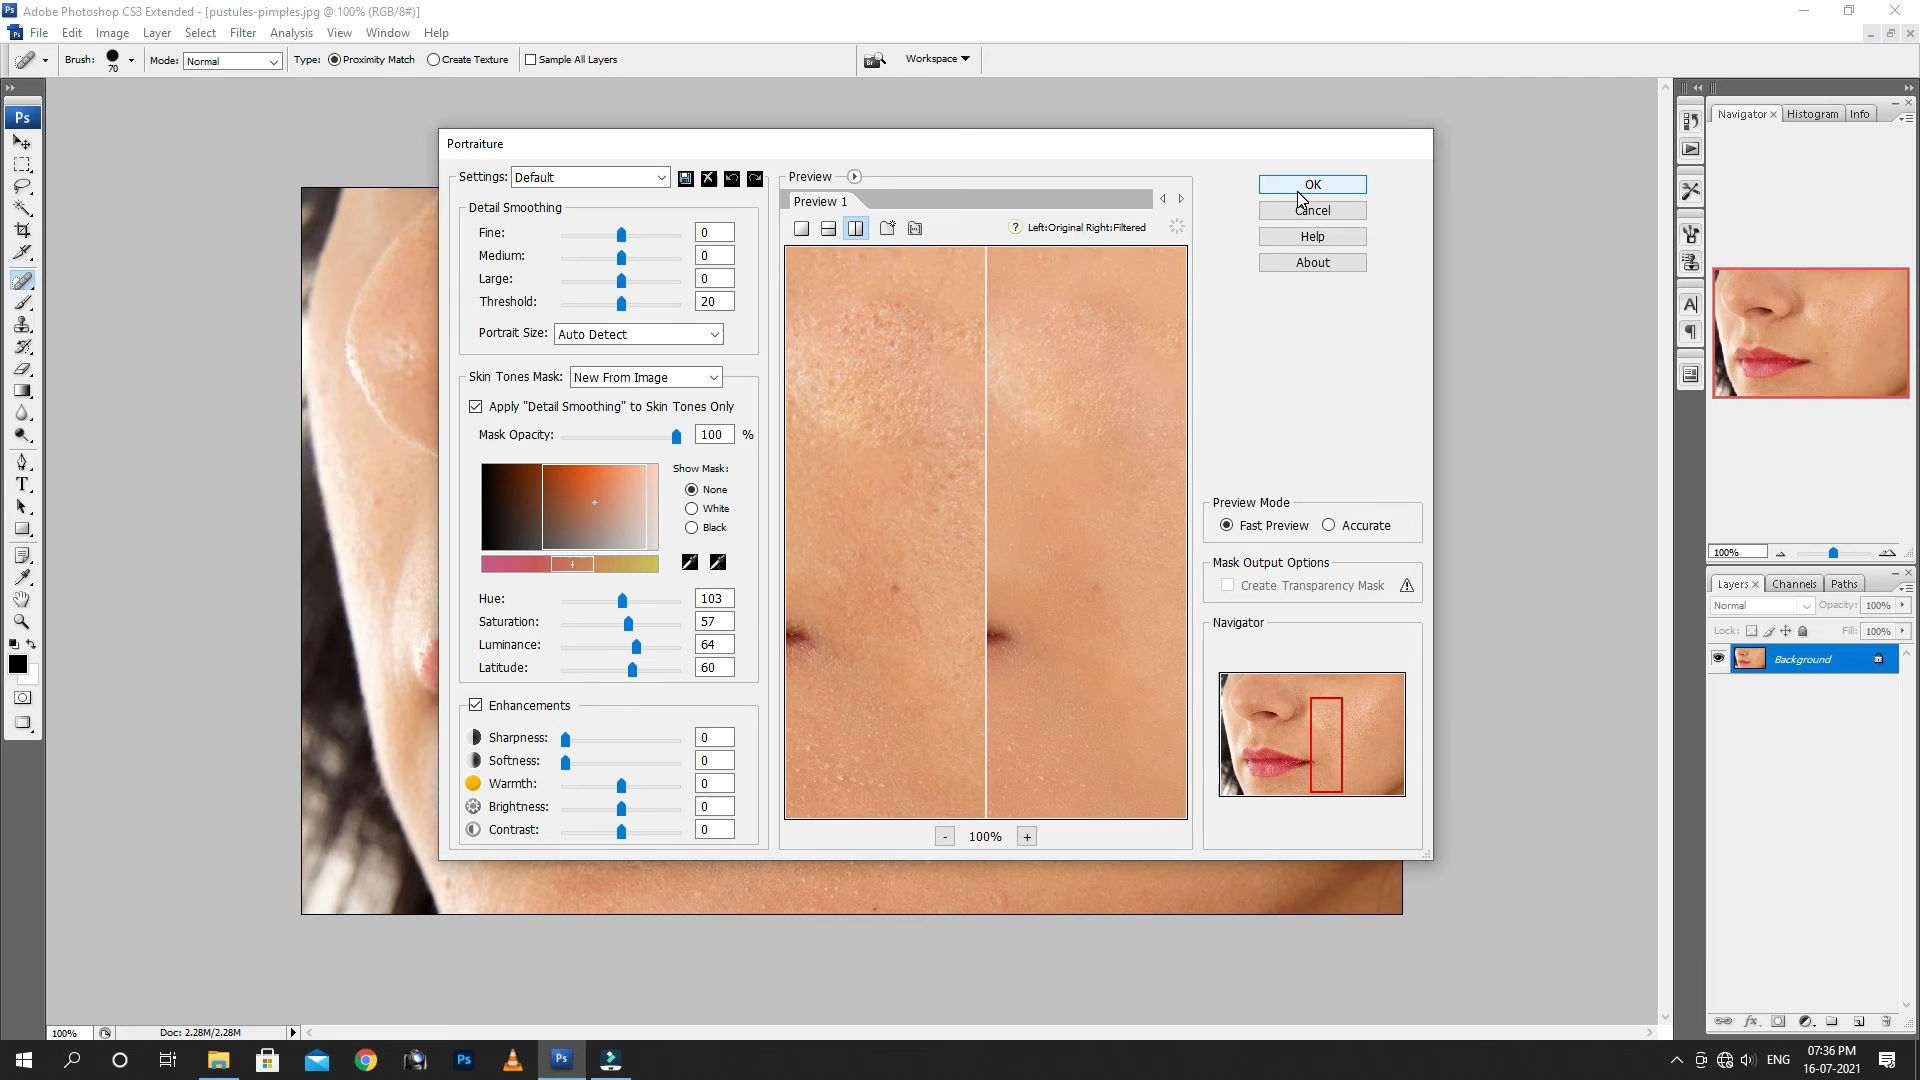 Adobe Photoshop CS3 Extended - [pustules-pimples.jpg @ 100% (RGB/8#)]
File Edit Image Layer Select Filter Analysis View Window Help
Brush: 70 Mode: Normal Type: Proximity Match Create Texture Sample All Layers Workspace
Portraiture
Settings: Default
Detail Smoothing
Fine: 0
Medium: 0
Large: 0
Threshold: 20
Portrait Size: Auto Detect
Skin Tones Mask: New From Image
Apply "Detail Smoothing" to Skin Tones Only
Mask Opacity: 100 %
Show Mask:
None
White
Black
Hue: 103
Saturation: 57
Luminance: 64
Latitude: 60
Enhancements
Sharpness: 0
Softness: 0
Warmth: 0
Brightness: 0
Contrast: 0
Preview
Preview 1
Left:Original Right:Filtered
- 100% +
OK
Cancel
Help
About
Preview Mode
Fast Preview Accurate
Mask Output Options
Create Transparency Mask
Navigator
Navigator Histogram Info
100%
Layers Channels Paths
Normal Opacity: 100%
Lock: Fill: 100%
Background
100% Doc: 2.28M/2.28M
ENG
07:36 PM
16-07-2021